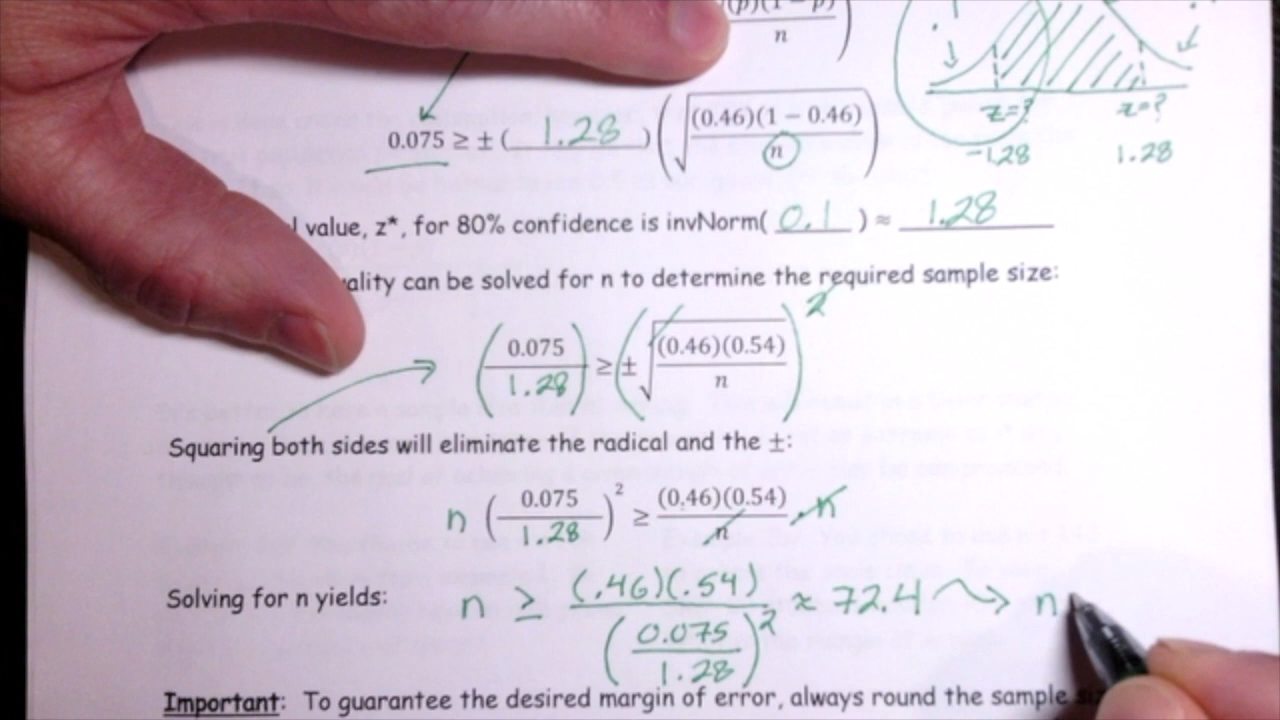 (p)(1 − p)
n
0.075 ≥ ± ( 1.28 ) ( √ (0.46)(1 − 0.46) / n )
z=? z=?
-1.28 1.28
value, z*, for 80% confidence is invNorm( 0.1 ) ≈ 1.28
ality can be solved for n to determine the required sample size:
( 0.075 / 1.28 ) ≥ ( ± √ (0.46)(0.54) / n )²
Squaring both sides will eliminate the radical and the ±:
n ( 0.075 / 1.28 )² ≥ (0.46)(0.54) / n · n
Solving for n yields: n ≥ (.46)(.54) / ( 0.075 / 1.28 )² ≈ 72.4 → n
Important: To guarantee the desired margin of error, always round the sample